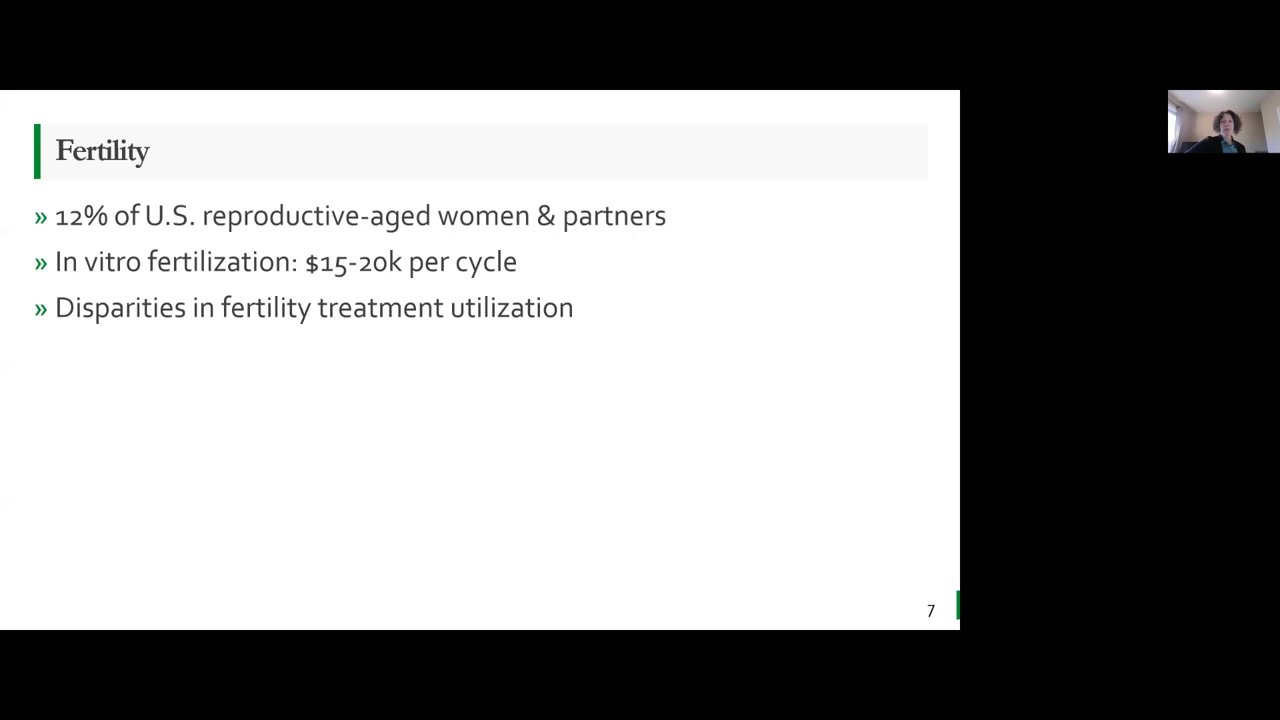 Fertility
» 12% of U.S. reproductive-aged women & partners
» In vitro fertilization: $15-20k per cycle
» Disparities in fertility treatment utilization
7